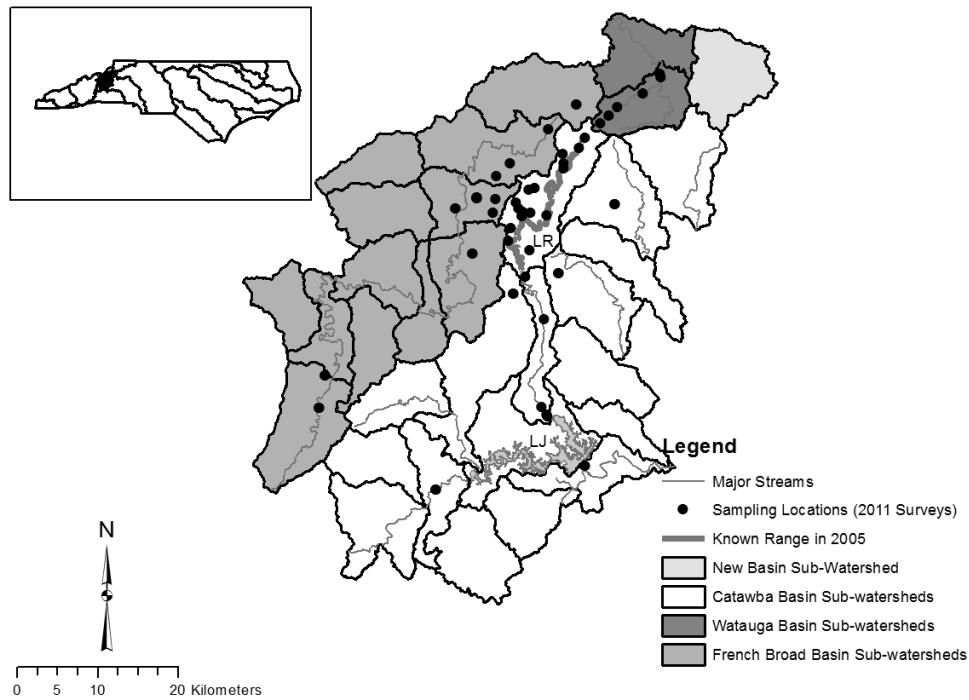 LR
LJ
Legend
Major Streams
Sampling Locations (2011 Surveys)
Known Range in 2005
New Basin Sub-Watershed
Catawba Basin Sub-watersheds
Watauga Basin Sub-watersheds
French Broad Basin Sub-watersheds
N
0 5 10 20 Kilometers